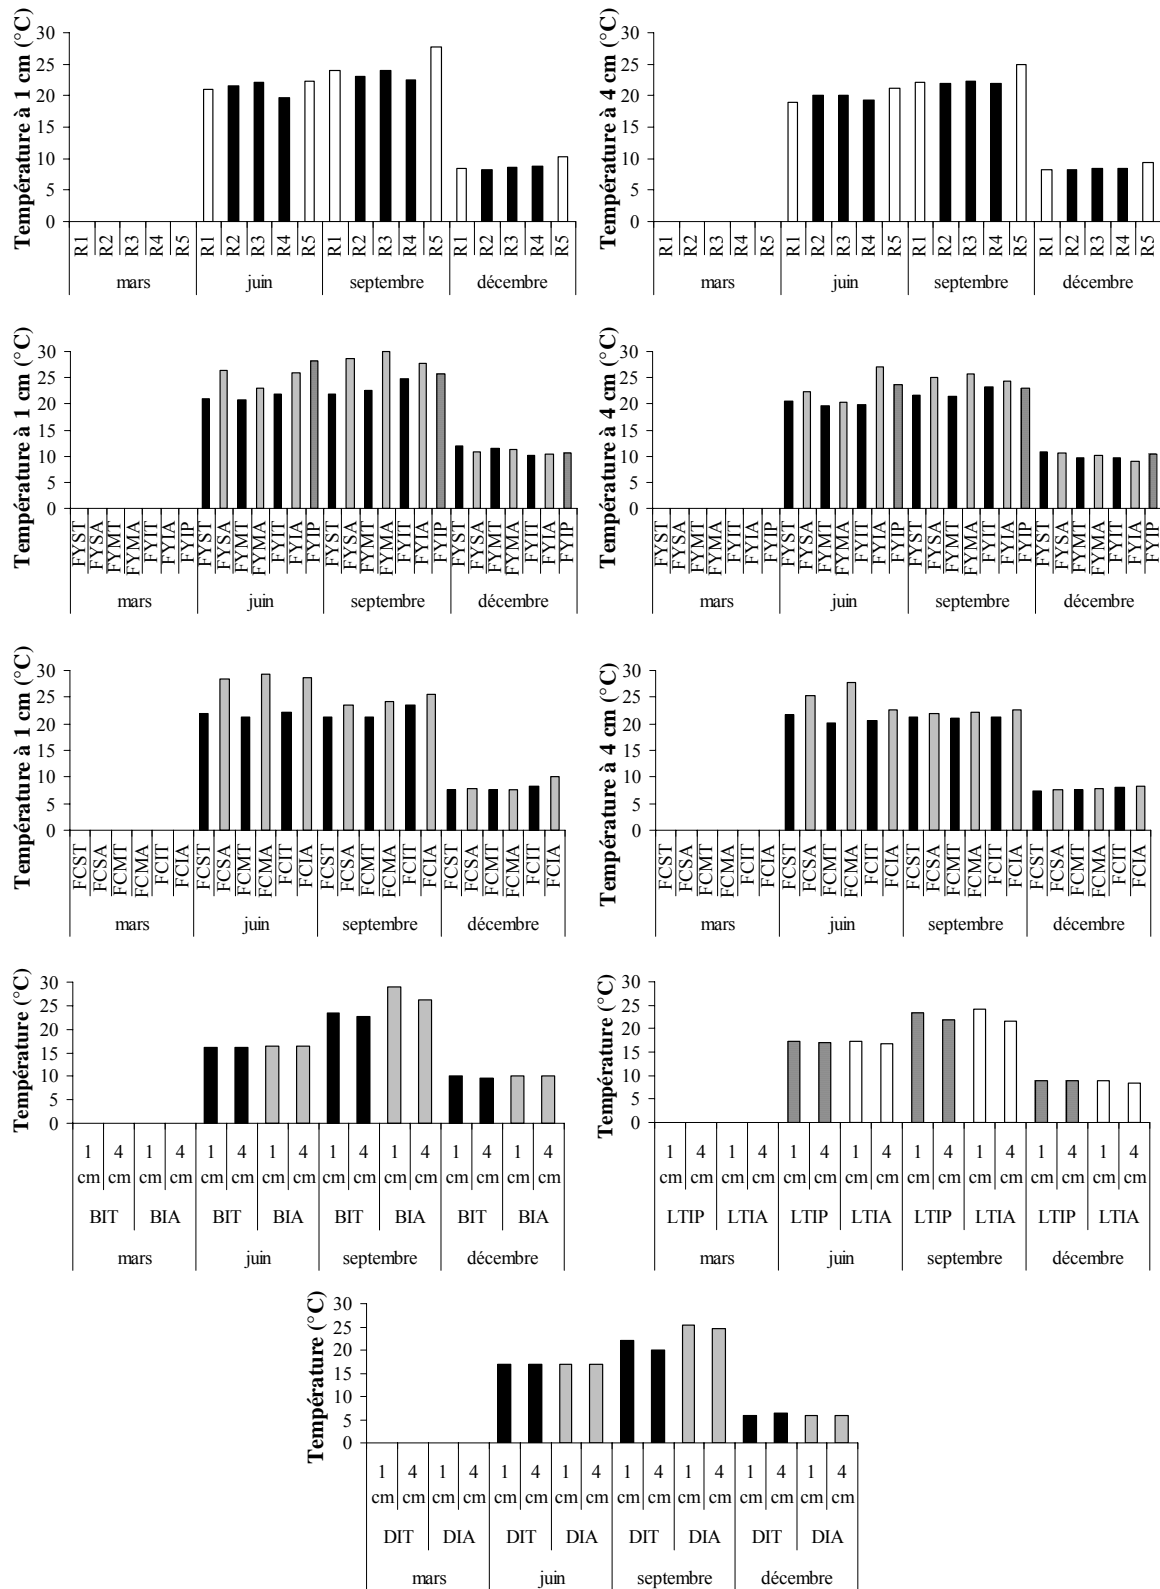 Température à 1 cm (°C)
30
25
20
15
10
5
0
R1 R2 R3 R4 R5 R1 R2 R3 R4 R5 R1 R2 R3 R4 R5 R1 R2 R3 R4 R5
mars juin septembre décembre
Température à 4 cm (°C)
30
25
20
15
10
5
0
R1 R2 R3 R4 R5 R1 R2 R3 R4 R5 R1 R2 R3 R4 R5 R1 R2 R3 R4 R5
mars juin septembre décembre
Température à 1 cm (°C)
30
25
20
15
10
5
0
FYST FYSA FYMT FYMA FYIT FYIA FYIP FYST FYSA FYMT FYMA FYIT FYIA FYIP FYST FYSA FYMT FYMA FYIT FYIA FYIP FYST FYSA FYMT FYMA FYIT FYIA FYIP
mars juin septembre décembre
Température à 4 cm (°C)
30
25
20
15
10
5
0
FYST FYSA FYMT FYMA FYIT FYIA FYIP FYST FYSA FYMT FYMA FYIT FYIA FYIP FYST FYSA FYMT FYMA FYIT FYIA FYIP FYST FYSA FYMT FYMA FYIT FYIA FYIP
mars juin septembre décembre
Température à 1 cm (°C)
30
25
20
15
10
5
0
FCST FCSA FCMT FCMA FCIT FCIA FCST FCSA FCMT FCMA FCIT FCIA FCST FCSA FCMT FCMA FCIT FCIA FCST FCSA FCMT FCMA FCIT FCIA
mars juin septembre décembre
Température à 4 cm (°C)
30
25
20
15
10
5
0
FCST FCSA FCMT FCMA FCIT FCIA FCST FCSA FCMT FCMA FCIT FCIA FCST FCSA FCMT FCMA FCIT FCIA FCST FCSA FCMT FCMA FCIT FCIA
mars juin septembre décembre
Température (°C)
30
25
20
15
10
5
0
1 4 1 4 1 4 1 4 1 4 1 4 1 4 1 4
cm cm cm cm cm cm cm cm cm cm cm cm cm cm cm cm
BIT BIA BIT BIA BIT BIA BIT BIA
mars juin septembre décembre
Température (°C)
30
25
20
15
10
5
0
1 4 1 4 1 4 1 4 1 4 1 4 1 4 1 4
cm cm cm cm cm cm cm cm cm cm cm cm cm cm cm cm
LTIP LTIA LTIP LTIA LTIP LTIA LTIP LTIA
mars juin septembre décembre
Température (°C)
30
25
20
15
10
5
0
1 4 1 4 1 4 1 4 1 4 1 4 1 4 1 4
cm cm cm cm cm cm cm cm cm cm cm cm cm cm cm cm
DIT DIA DIT DIA DIT DIA DIT DIA
mars juin septembre décembre